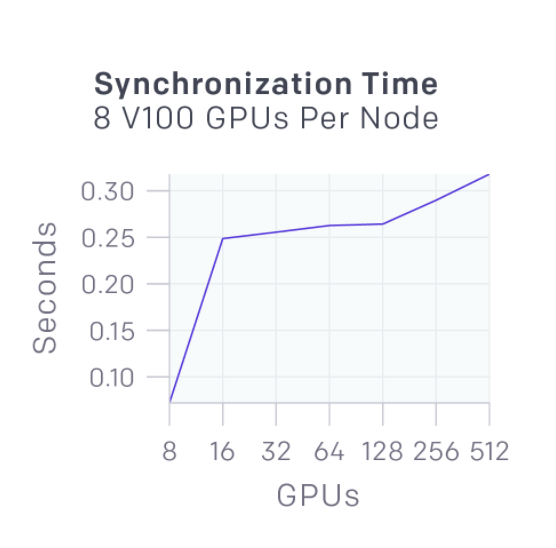 Synchronization Time
8 V100 GPUs Per Node
0.30
0.25
0.20
0.15
0.10
Seconds
8 16 32 64 128 256 512
GPUs